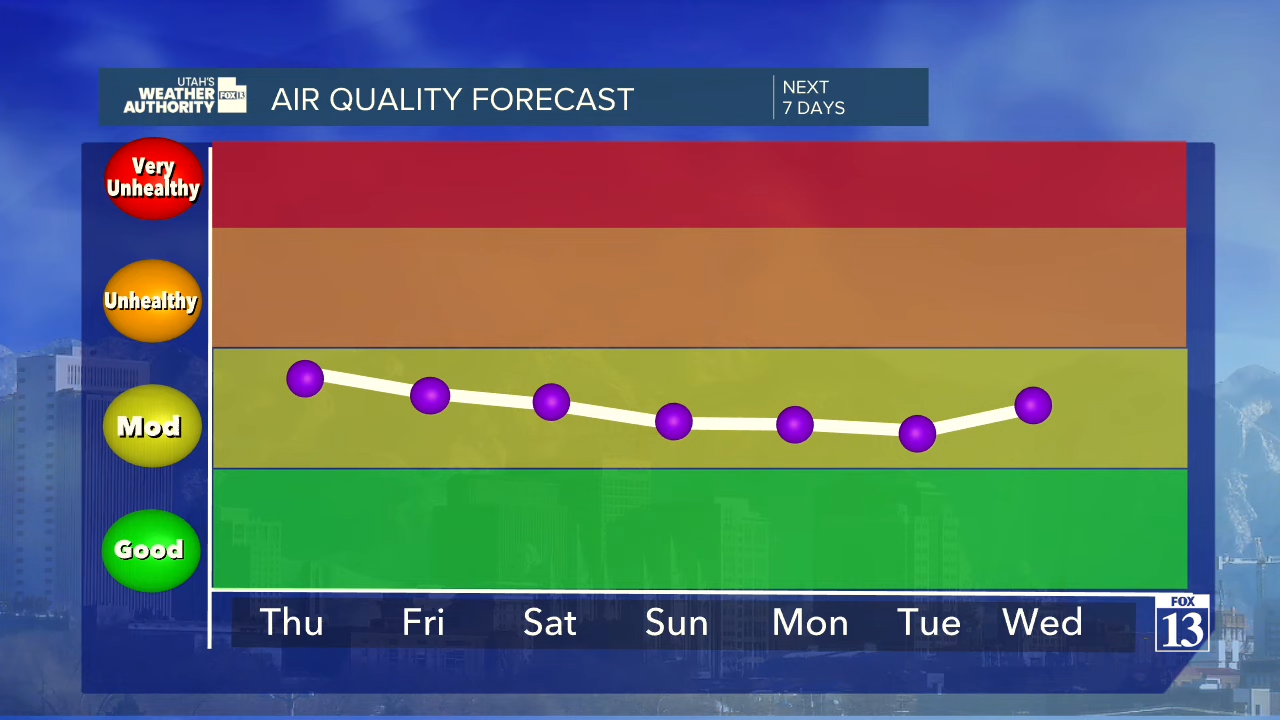 UTAH'S
WEATHER
AUTHORITY
FOX 13
AIR QUALITY FORECAST
NEXT
7 DAYS
Very
Unhealthy
Unhealthy
Mod
Good
Thu Fri Sat Sun Mon Tue Wed
FOX
13